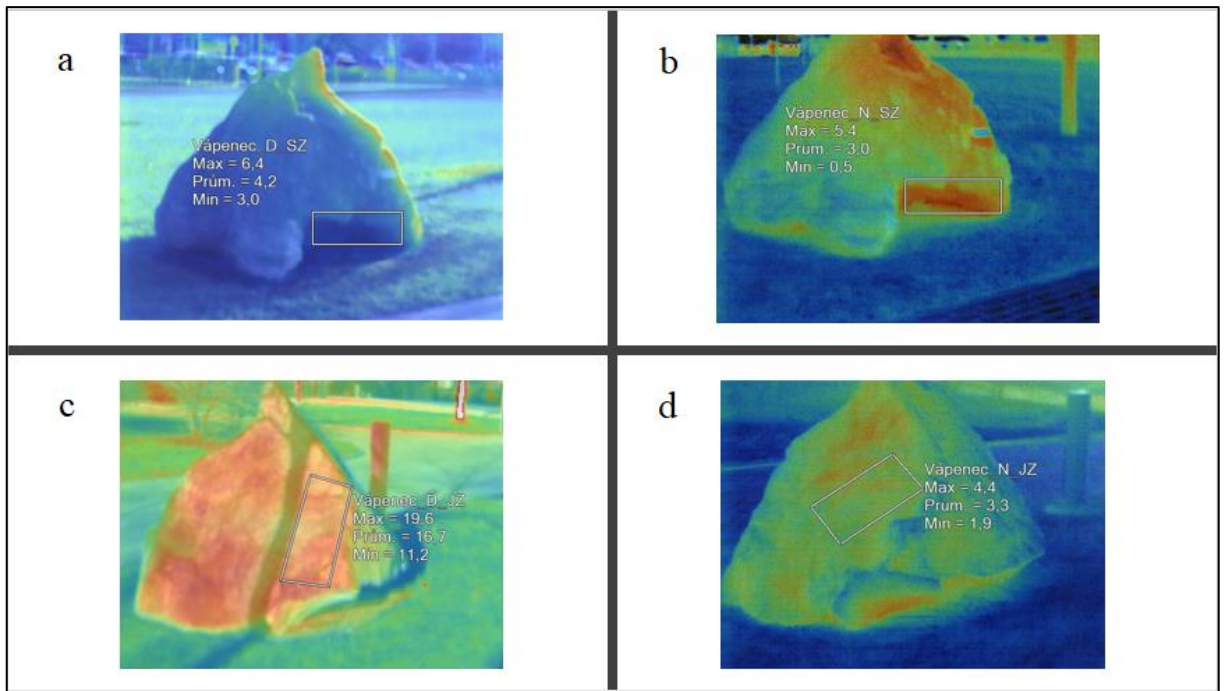 a
Vápenec_D_SZ
Max = 6,4
Prům. = 4,2
Min = 3,0
b
Vápenec_N_SZ
Max = 5,4
Prům. = 3,0
Min = 0,5
c
Vápenec_D_JZ
Max = 19,6
Prům. = 16,7
Min = 11,2
d
Vápenec_N_JZ
Max = 4,4
Prům. = 3,3
Min = 1,9